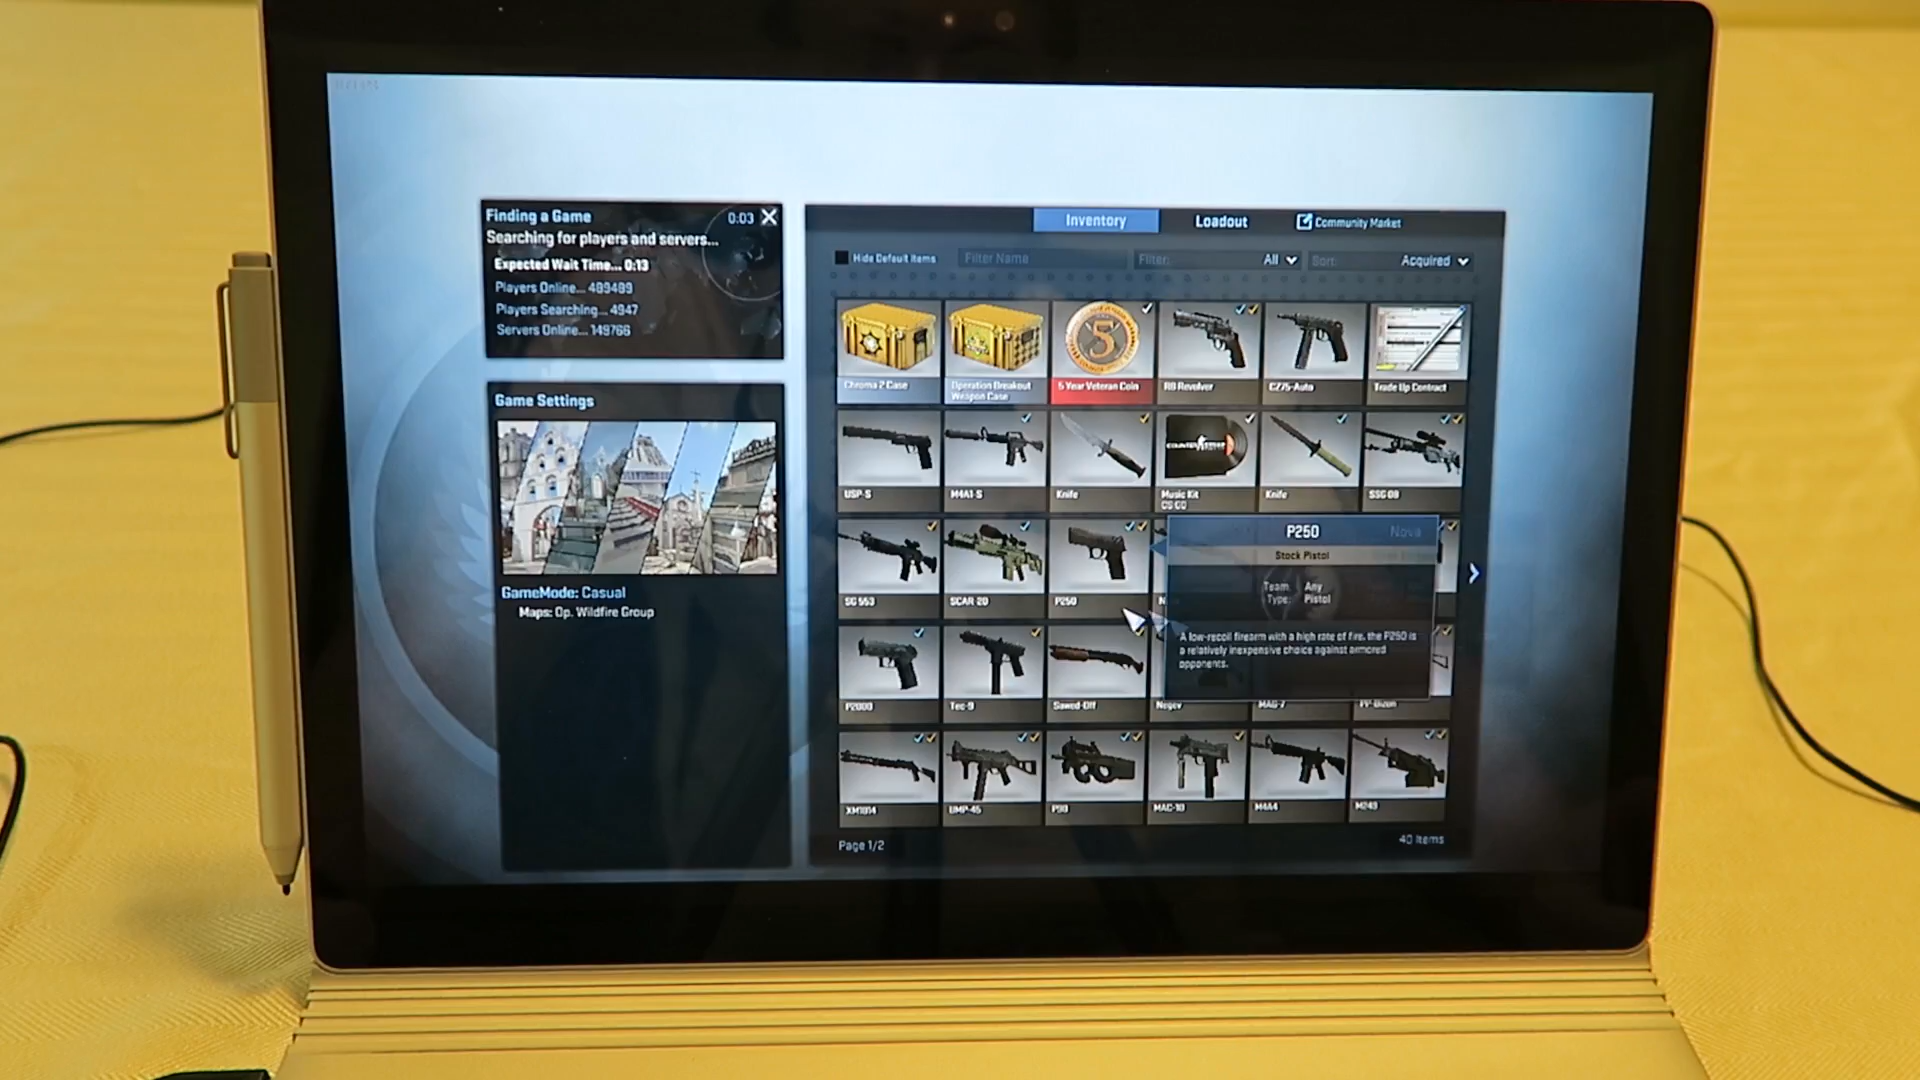 Finding a Game
0:03
Searching for players and servers...
Expected Wait Time... 0:13
Players Online... 489489
Players Searching... 4947
Servers Online... 149766
Game Settings
GameMode: Casual
Maps: Op. Wildfire Group
Inventory
Loadout
Community Market
Hide Default Items
Filter Name
Filter:
All
Sort:
Acquired
Chroma 2 Case
Operation Breakout
Weapon Case
5 Year Veteran Coin
R8 Revolver
CZ75-Auto
Trade Up Contract
USP-S
M4A1-S
Knife
Music Kit
CS:GO
Knife
SSG 08
SG 553
SCAR-20
P250
P250
Nova
Stock Pistol
Team: Any
Type: Pistol
A low-recoil firearm with a high rate of fire, the P250 is
a relatively inexpensive choice against armored
opponents.
P2000
Tec-9
Sawed-Off
Negev
MAG-7
PP-Bizon
XM1014
UMP-45
P90
MAC-10
M4A4
M249
Page 1/2
40 Items